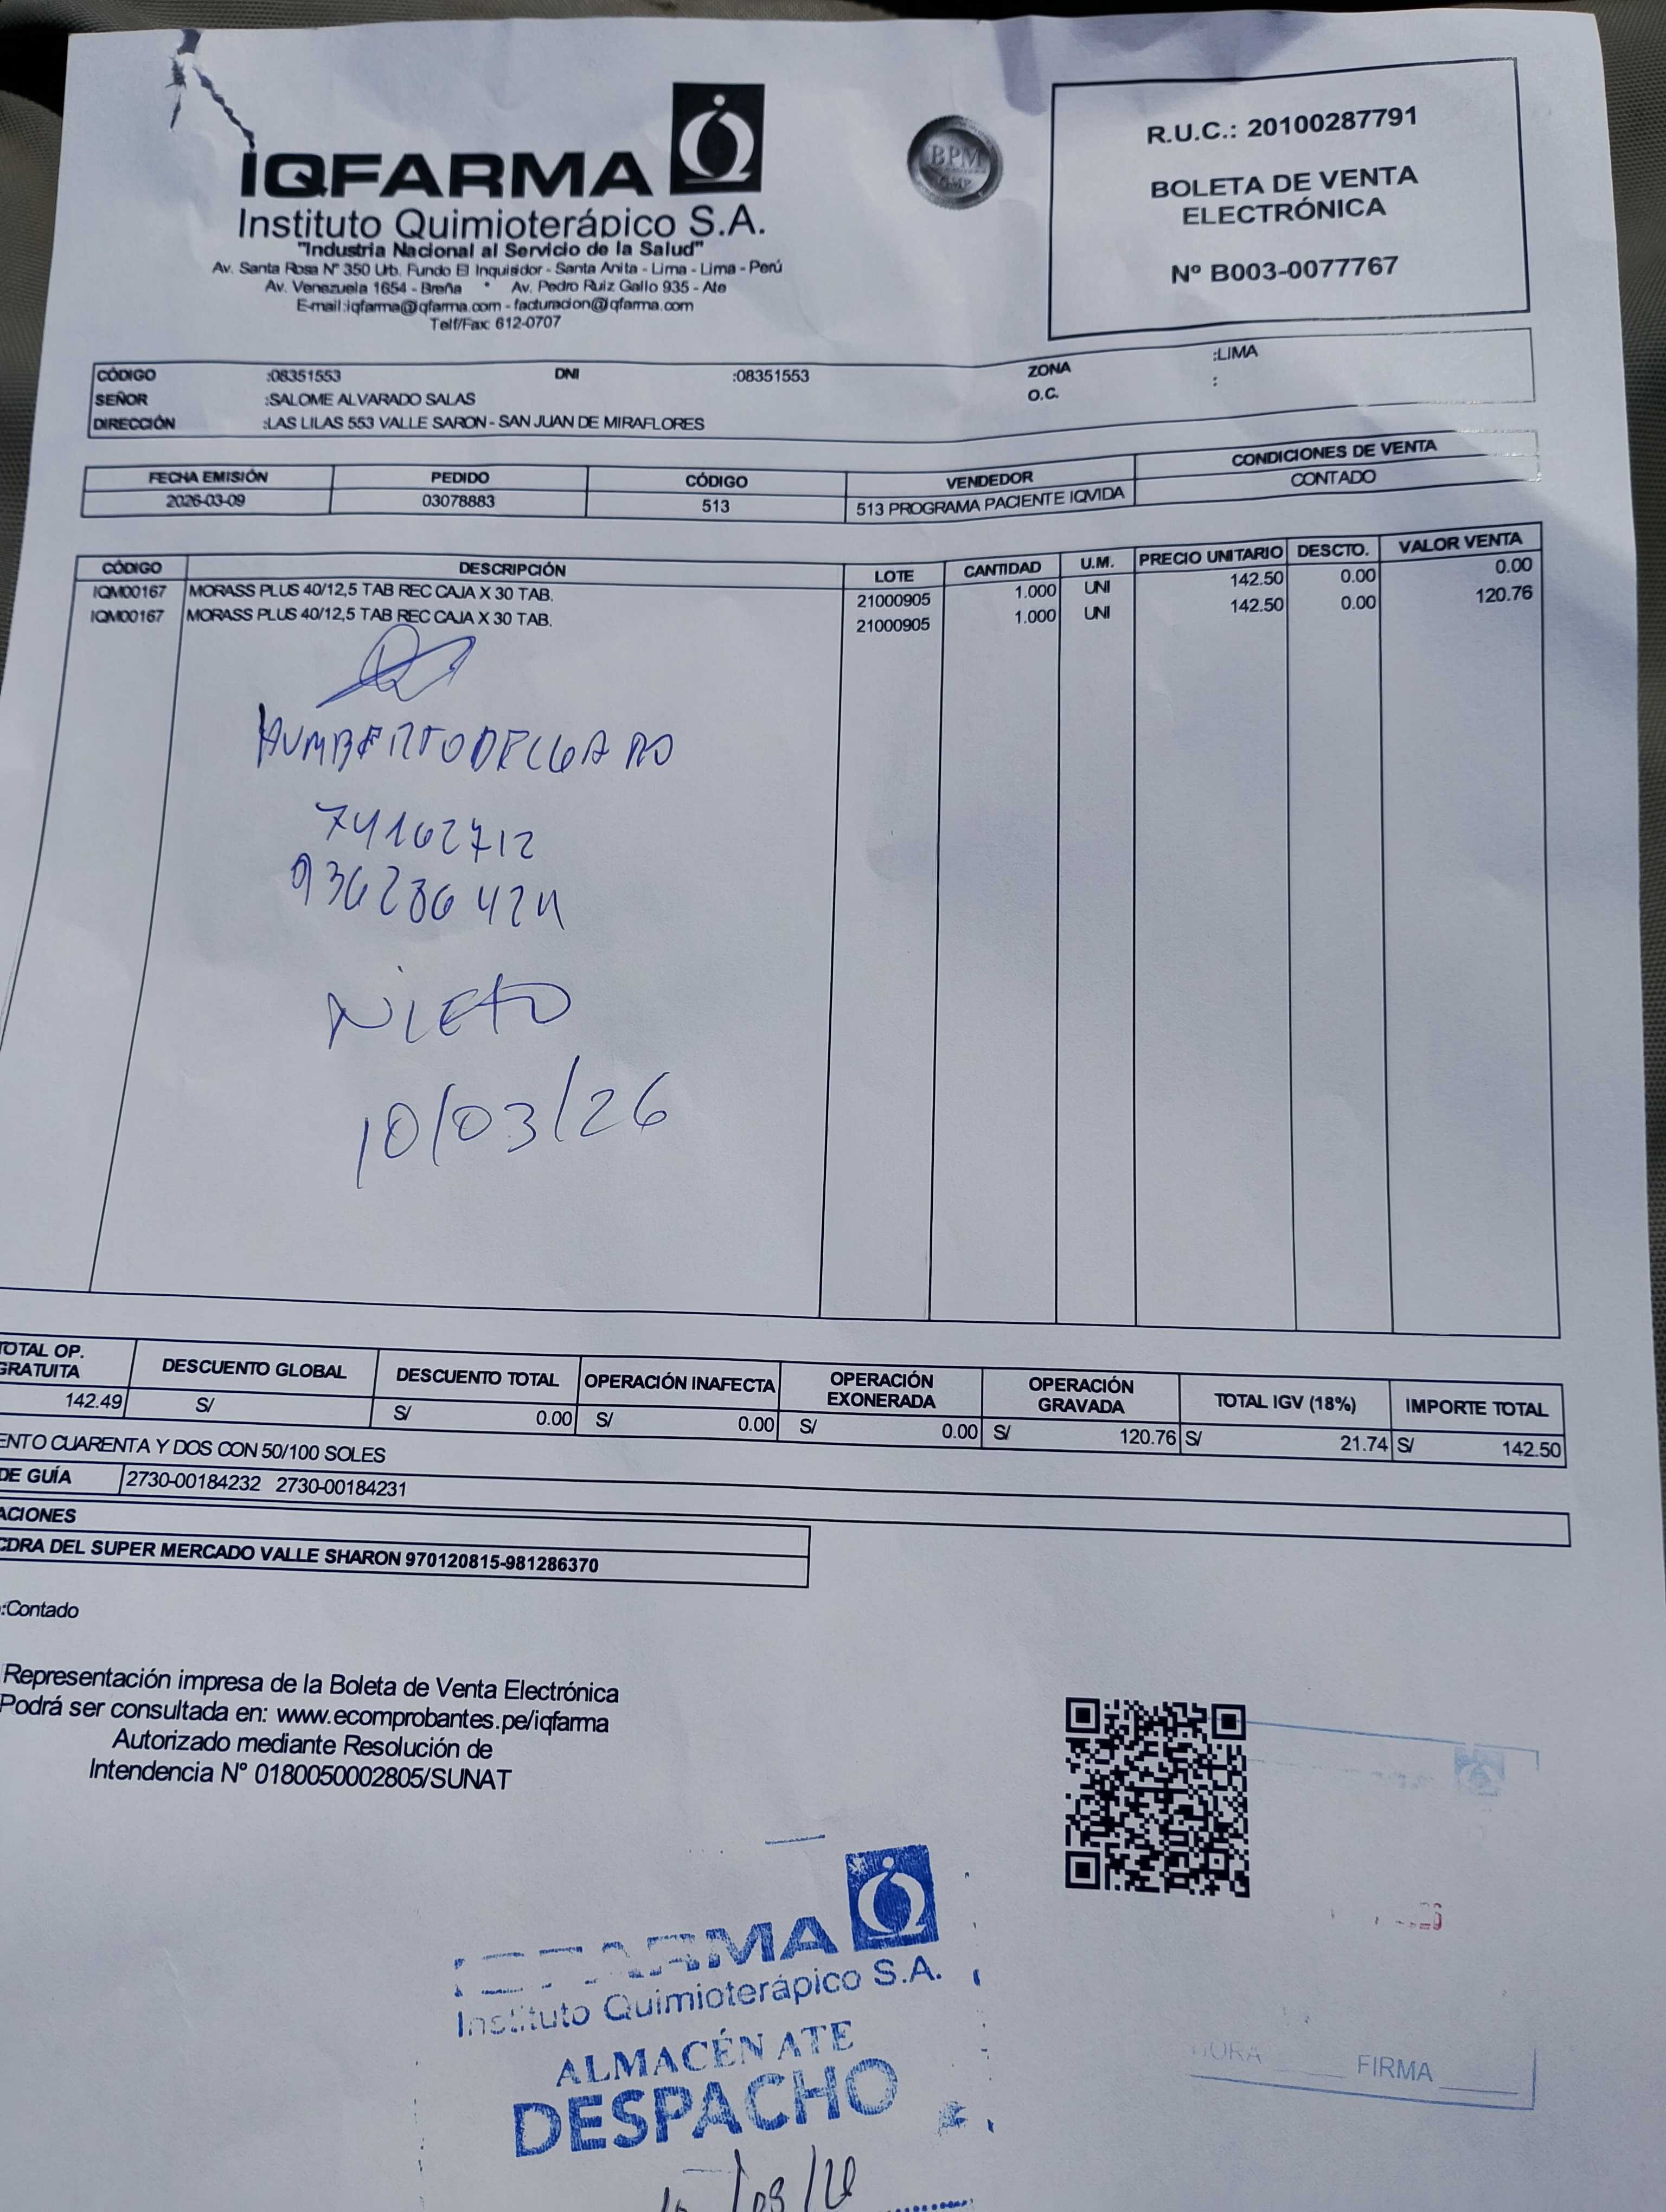 IQFARMA
Instituto Quimioterápico S.A.
"Industria Nacional al Servicio de la Salud"
Av. Santa Rosa N° 350 Urb. Fundo El Inquisidor - Santa Anita - Lima - Lima - Perú
Av. Venezuela 1654 - Breña * Av. Pedro Ruiz Gallo 935 - Ate
E-mail:iqfarma@iqfarma.com - facturacion@iqfarma.com
Telf/Fax: 612-0707
BPM
GMP
R.U.C.: 20100287791
BOLETA DE VENTA
ELECTRÓNICA
Nº B003-0077767
CÓDIGO :08351553 DNI :08351553 ZONA :LIMA
SEÑOR :SALOME ALVARADO SALAS O.C. :
DIRECCIÓN :LAS LILAS 553 VALLE SARON - SAN JUAN DE MIRAFLORES
FECHA EMISIÓN PEDIDO CÓDIGO VENDEDOR CONDICIONES DE VENTA
2026-03-09 03078883 513 513 PROGRAMA PACIENTE IQVIDA CONTADO
CÓDIGO DESCRIPCIÓN LOTE CANTIDAD U.M. PRECIO UNITARIO DESCTO. VALOR VENTA
IQM00167 MORASS PLUS 40/12,5 TAB REC CAJA X 30 TAB. 21000905 1.000 UNI 142.50 0.00 0.00
IQM00167 MORASS PLUS 40/12,5 TAB REC CAJA X 30 TAB. 21000905 1.000 UNI 142.50 0.00 120.76
HUMBERTO DELGADO
74162712
936286424
NIETO
10/03/26
TOTAL OP. GRATUITA DESCUENTO GLOBAL DESCUENTO TOTAL OPERACIÓN INAFECTA OPERACIÓN EXONERADA OPERACIÓN GRAVADA TOTAL IGV (18%) IMPORTE TOTAL
142.49 S/ S/ 0.00 S/ 0.00 S/ 0.00 S/ 120.76 S/ 21.74 S/ 142.50
ENTO CUARENTA Y DOS CON 50/100 SOLES
DE GUÍA 2730-00184232 2730-00184231
ACIONES
CDRA DEL SUPER MERCADO VALLE SHARON 970120815-981286370
:Contado
Representación impresa de la Boleta de Venta Electrónica
Podrá ser consultada en: www.ecomprobantes.pe/iqfarma
Autorizado mediante Resolución de
Intendencia N° 0180050002805/SUNAT
IQFARMA
Instituto Quimioterápico S.A.
ALMACÉN ATE
DESPACHO
HORA FIRMA